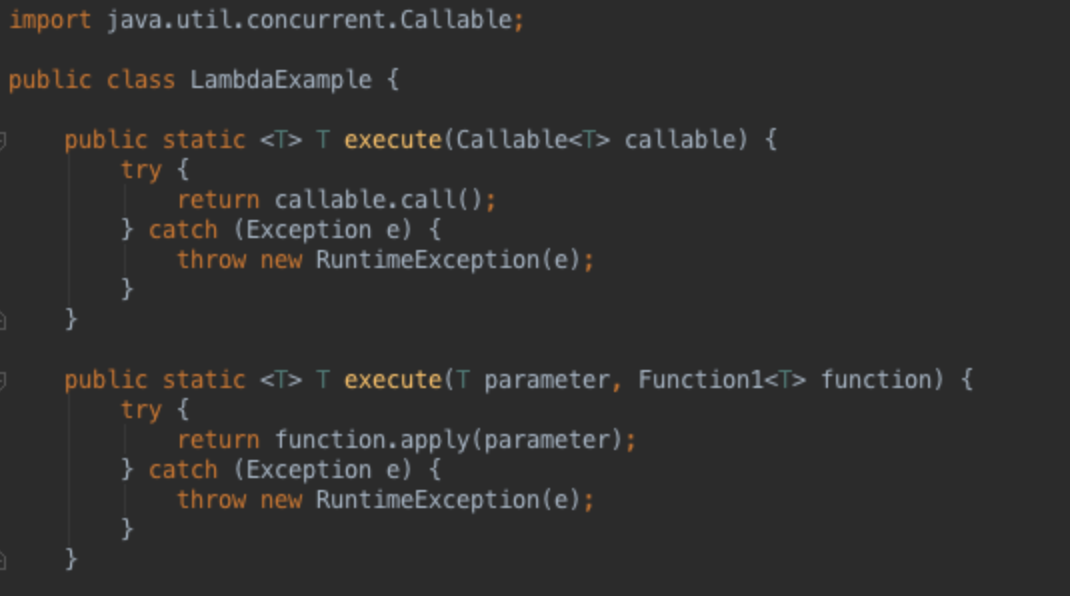 import java.util.concurrent.Callable;
public class LambdaExample {
public static <T> T execute(Callable<T> callable) {
try {
return callable.call();
} catch (Exception e) {
throw new RuntimeException(e);
}
}
public static <T> T execute(T parameter, Function1<T> function) {
try {
return function.apply(parameter);
} catch (Exception e) {
throw new RuntimeException(e);
}
}